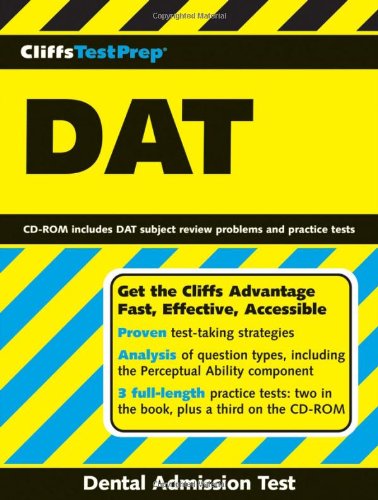 Copyrighted Material
CliffsTestPrep®
DAT
CD-ROM includes DAT subject review problems and practice tests
Get the Cliffs Advantage
Fast, Effective, Accessible
Proven test-taking strategies
Analysis of question types, including
the Perceptual Ability component
3 full-length practice tests: two in
the book, plus a third on the CD-ROM
Dental Admission Test